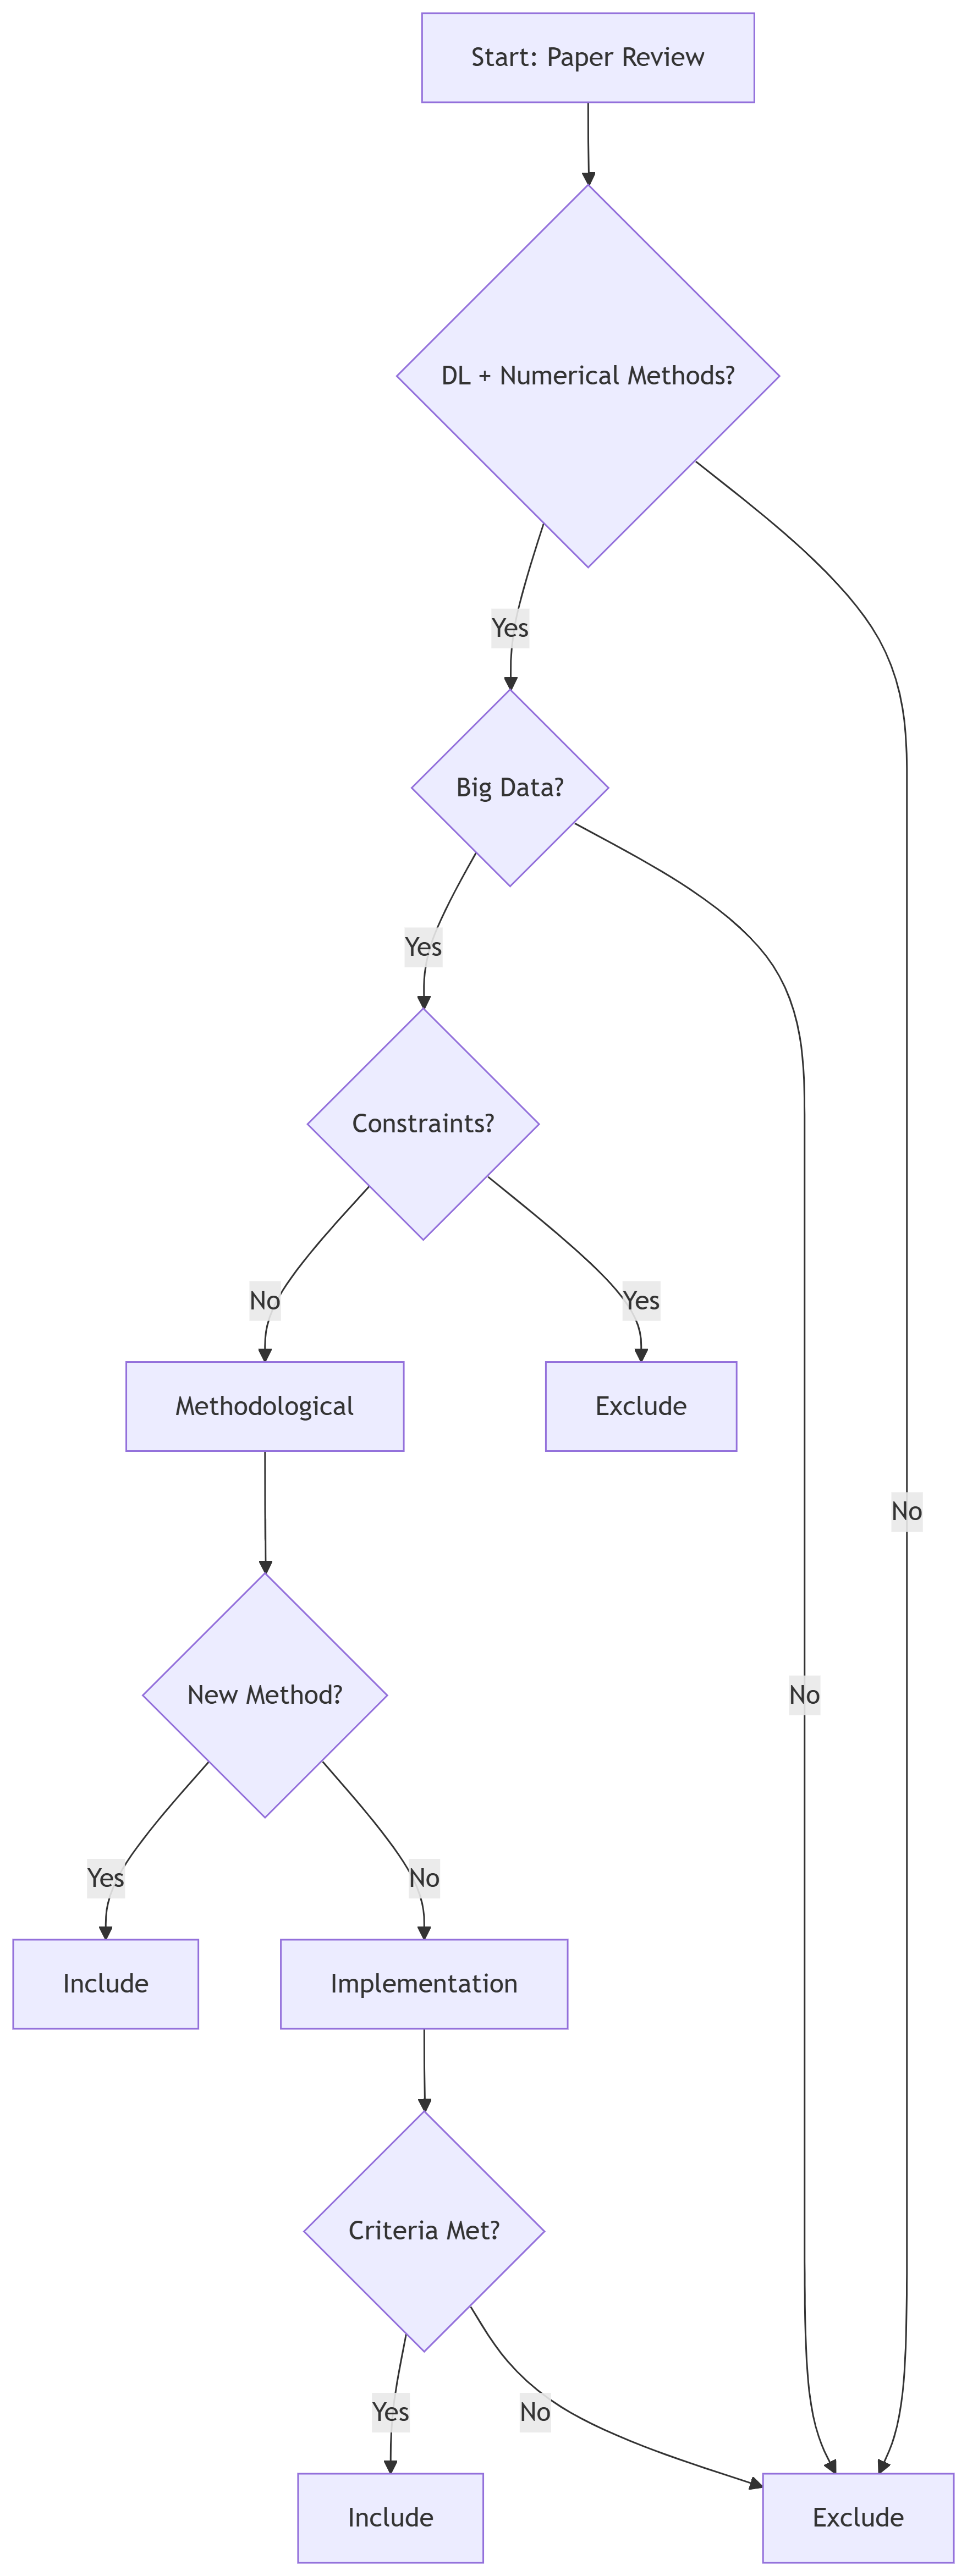 Start: Paper Review
DL + Numerical Methods?
Yes
Big Data?
Yes
Constraints?
No
Yes
Methodological
Exclude
No
New Method?
No
Yes
No
Include
Implementation
Criteria Met?
Yes
No
Include
Exclude